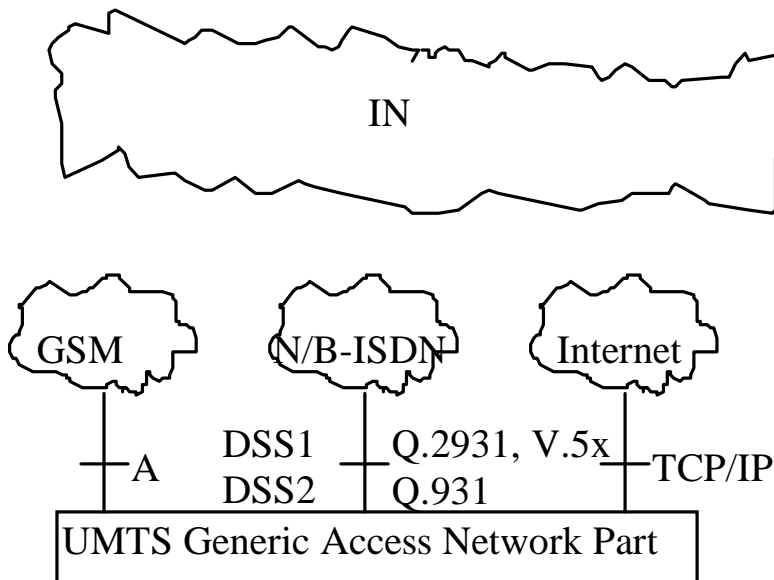 IN
GSM
N/B-ISDN
Internet
DSS1
Q.2931, V.5x
A
TCP/IP
DSS2
Q.931
UMTS Generic Access Network Part